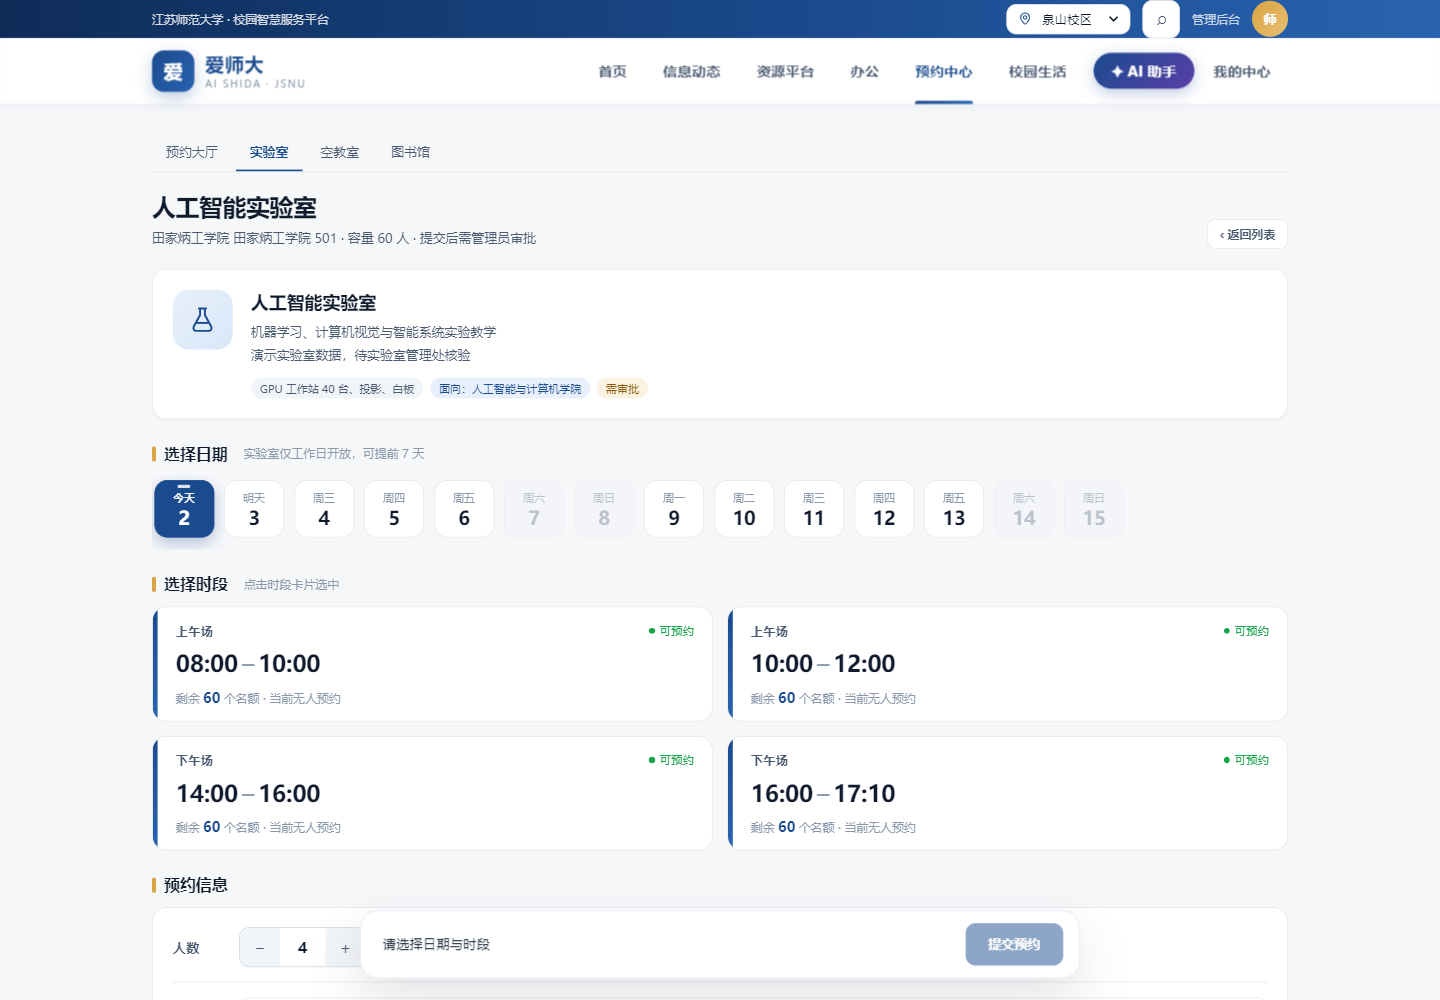 江苏师范大学 · 校园智慧服务平台
泉山校区
管理后台
师
爱
爱师大
AI SHIDA · JSNU
首页
信息动态
资源平台
办公
预约中心
校园生活
✦ AI 助手
我的中心
预约大厅
实验室
空教室
图书馆
人工智能实验室
田家炳工学院 田家炳工学院 501 · 容量 60 人 · 提交后需管理员审批
‹ 返回列表
人工智能实验室
机器学习、计算机视觉与智能系统实验教学
演示实验室数据，待实验室管理处核验
GPU 工作站 40 台、投影、白板
面向：人工智能与计算机学院
需审批
选择日期
实验室仅工作日开放，可提前 7 天
今天
2
明天
3
周三
4
周四
5
周五
6
周六
7
周日
8
周一
9
周二
10
周三
11
周四
12
周五
13
周六
14
周日
15
选择时段
点击时段卡片选中
上午场
可预约
08:00 – 10:00
剩余 60 个名额 · 当前无人预约
上午场
可预约
10:00 – 12:00
剩余 60 个名额 · 当前无人预约
下午场
可预约
14:00 – 16:00
剩余 60 个名额 · 当前无人预约
下午场
可预约
16:00 – 17:10
剩余 60 个名额 · 当前无人预约
预约信息
人数
− 4 +
请选择日期与时段
提交预约